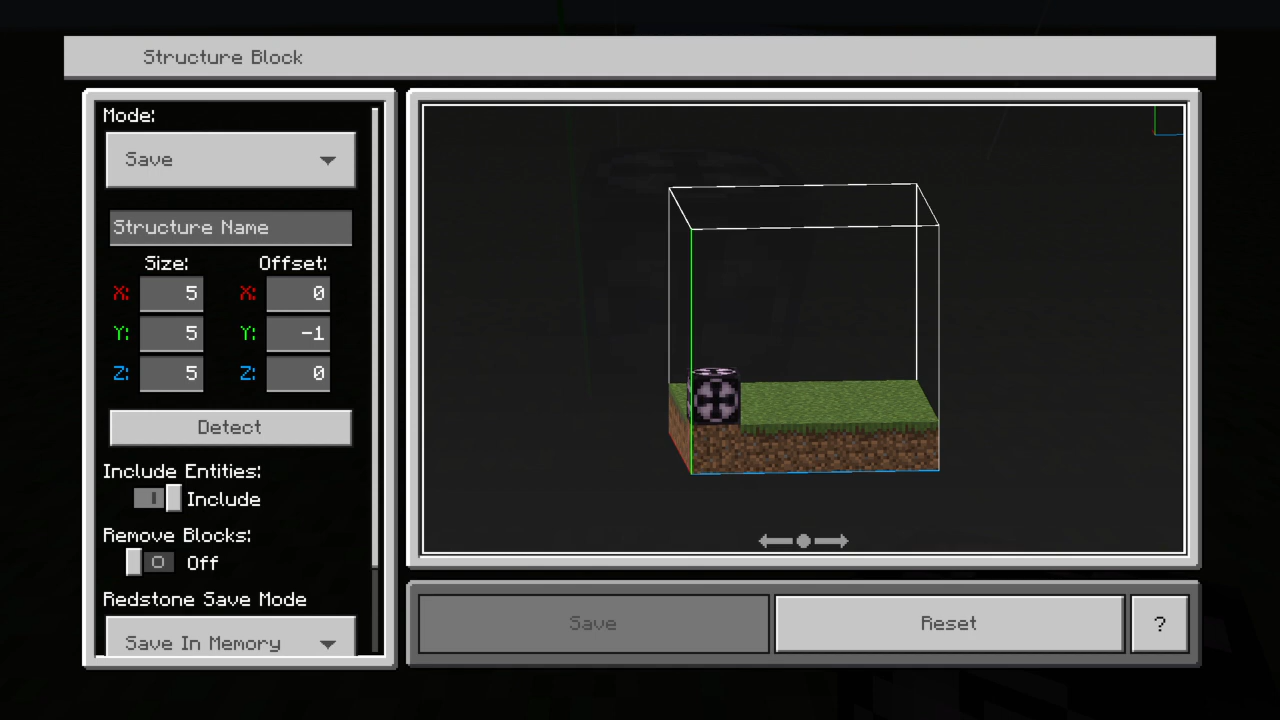 Structure Block
Mode:
Save
Structure Name
Size: Offset:
X: 5 X: 0
Y: 5 Y: -1
Z: 5 Z: 0
Detect
Include Entities:
Include
Remove Blocks:
Off
Redstone Save Mode
Save In Memory
Save
Reset
?